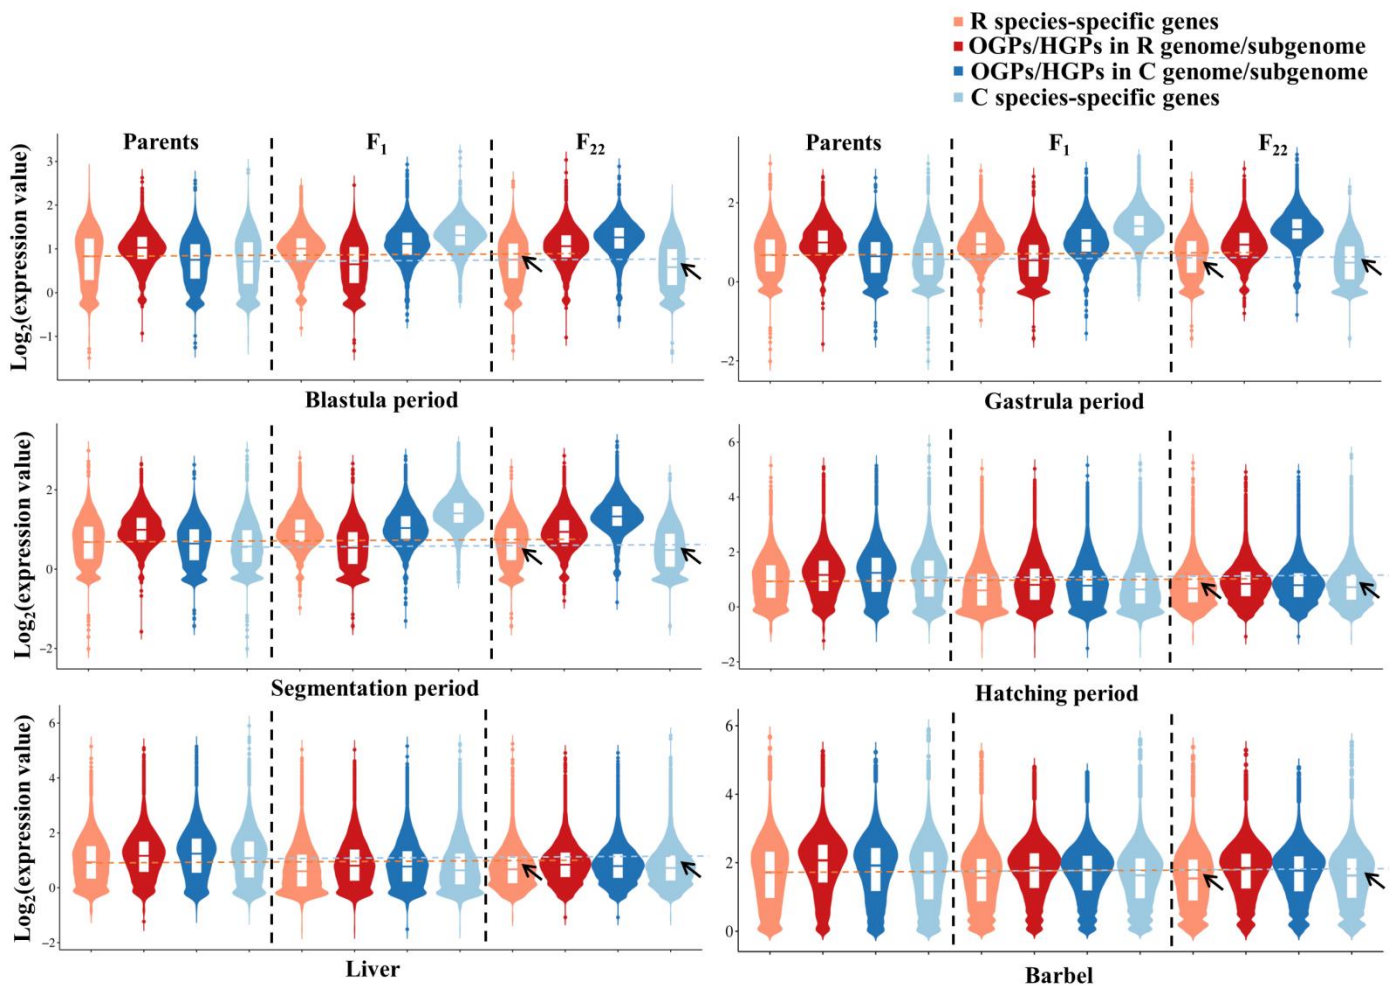 R species-specific genes
OGPs/HGPs in R genome/subgenome
OGPs/HGPs in C genome/subgenome
C species-specific genes
Parents F₁ F₂₂
Log₂(expression value)
3
2
1
0
−1
Blastula period
Parents F₁ F₂₂
2
0
−2
Gastrula period
Log₂(expression value)
2
0
−2
Segmentation period
6
4
2
0
−2
Hatching period
Log₂(expression value)
6
4
2
0
−2
Liver
6
4
2
0
Barbel